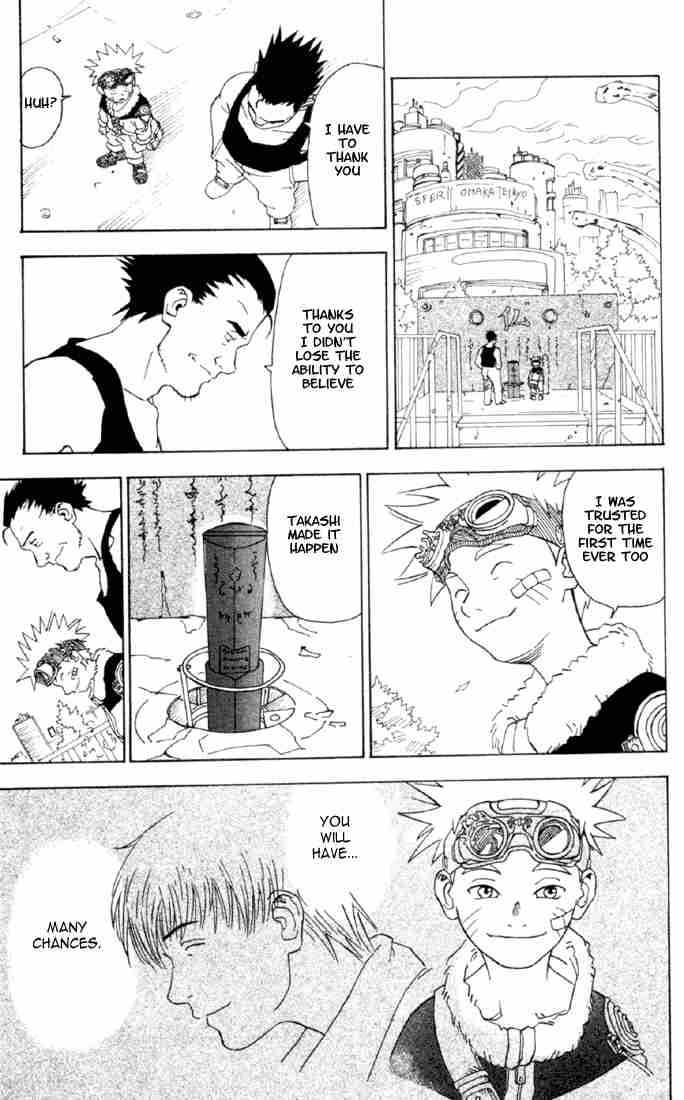 I HAVE
TO
THANK
YOU
HUH?
THANKS
TO YOU
I DIDN'T
LOSE THE
ABILITY TO
BELIEVE
I WAS
TRUSTED
FOR THE
FIRST TIME
EVER TOO
TAKASHI
MADE IT
HAPPEN
YOU
WILL
HAVE...
MANY
CHANCES.